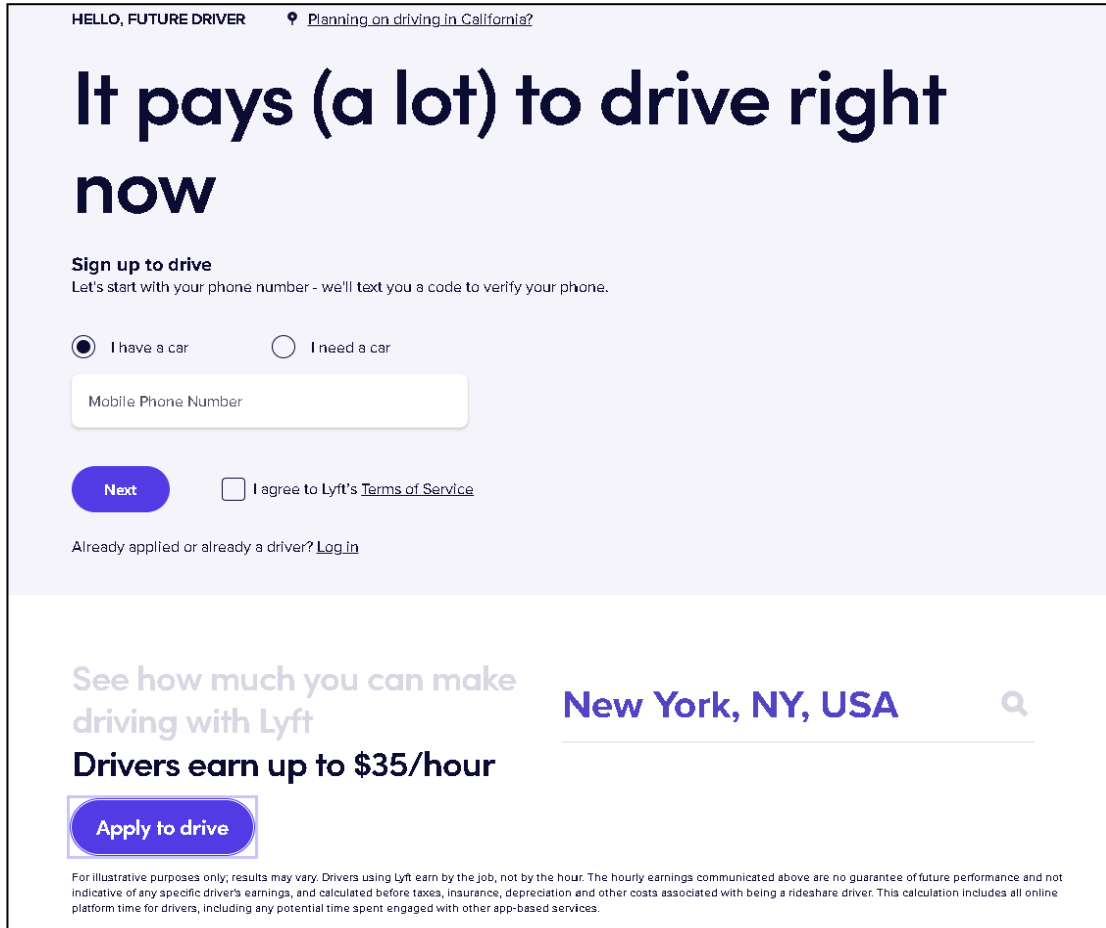 HELLO, FUTURE DRIVER Planning on driving in California?
It pays (a lot) to drive right
now
Sign up to drive
Let's start with your phone number - we'll text you a code to verify your phone.
I have a car I need a car
Mobile Phone Number
Next I agree to Lyft's Terms of Service
Already applied or already a driver? Log in
See how much you can make
driving with Lyft
New York, NY, USA
Drivers earn up to $35/hour
Apply to drive
For illustrative purposes only; results may vary. Drivers using Lyft earn by the job, not by the hour. The hourly earnings communicated above are no guarantee of future performance and not
indicative of any specific driver's earnings, and calculated before taxes, insurance, depreciation and other costs associated with being a rideshare driver. This calculation includes all online
platform time for drivers, including any potential time spent engaged with other app-based services.